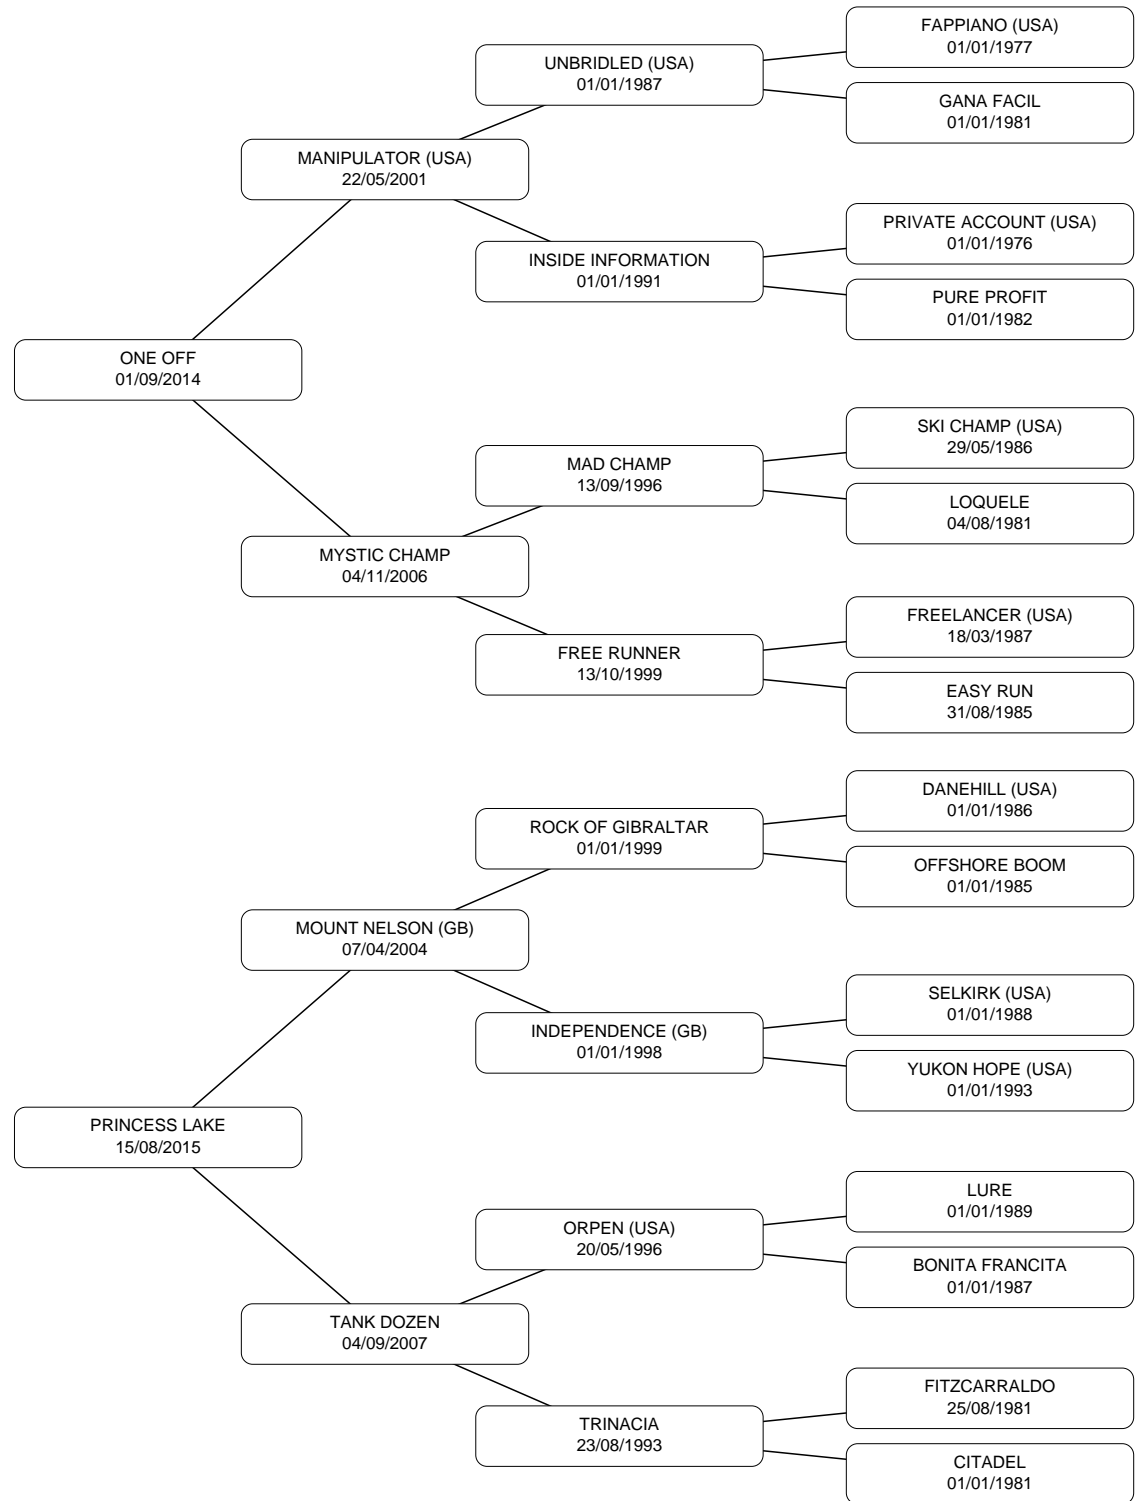 FAPPIANO (USA)
01/01/1977
UNBRIDLED (USA)
01/01/1987
GANA FACIL
01/01/1981
MANIPULATOR (USA)
22/05/2001
PRIVATE ACCOUNT (USA)
01/01/1976
INSIDE INFORMATION
01/01/1991
PURE PROFIT
01/01/1982
ONE OFF
01/09/2014
SKI CHAMP (USA)
29/05/1986
MAD CHAMP
13/09/1996
LOQUELE
04/08/1981
MYSTIC CHAMP
04/11/2006
FREELANCER (USA)
18/03/1987
FREE RUNNER
13/10/1999
EASY RUN
31/08/1985
DANEHILL (USA)
01/01/1986
ROCK OF GIBRALTAR
01/01/1999
OFFSHORE BOOM
01/01/1985
MOUNT NELSON (GB)
07/04/2004
SELKIRK (USA)
01/01/1988
INDEPENDENCE (GB)
01/01/1998
YUKON HOPE (USA)
01/01/1993
PRINCESS LAKE
15/08/2015
LURE
01/01/1989
ORPEN (USA)
20/05/1996
BONITA FRANCITA
01/01/1987
TANK DOZEN
04/09/2007
FITZCARRALDO
25/08/1981
TRINACIA
23/08/1993
CITADEL
01/01/1981